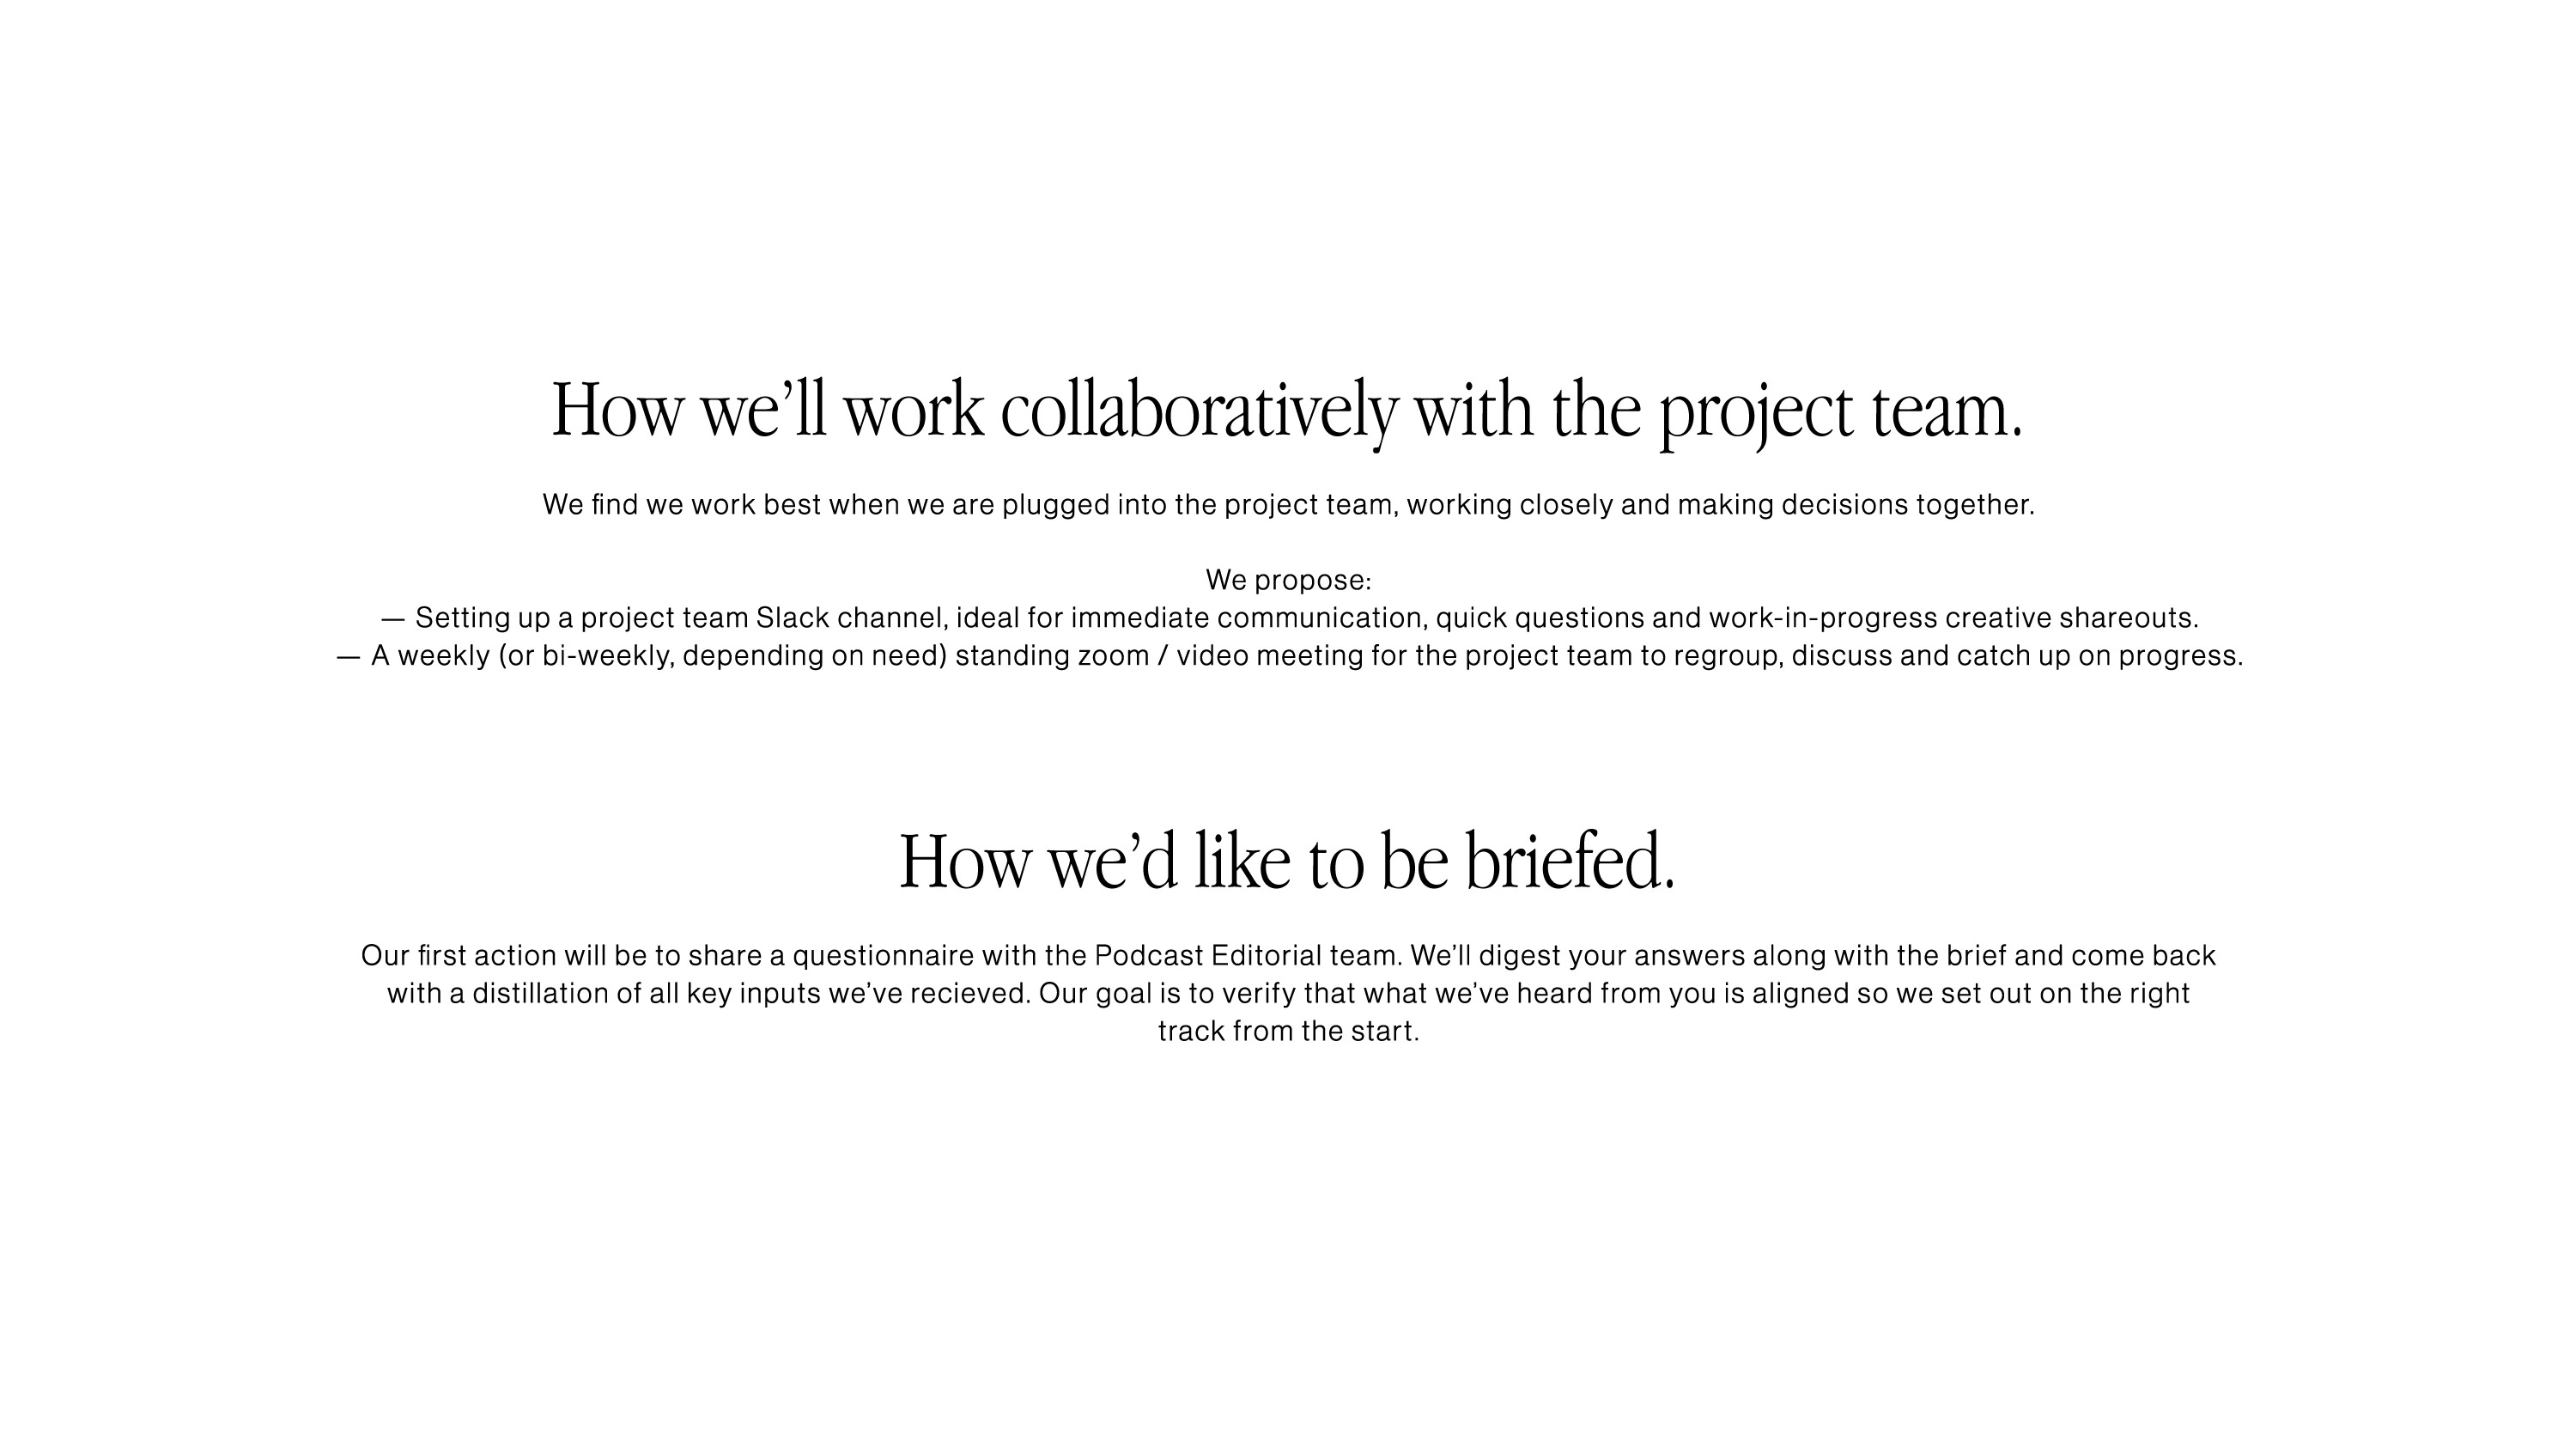 How we’ll work collaboratively with the project team.
We find we work best when we are plugged into the project team, working closely and making decisions together.
We propose:
— Setting up a project team Slack channel, ideal for immediate communication, quick questions and work-in-progress creative shareouts.
— A weekly (or bi-weekly, depending on need) standing zoom / video meeting for the project team to regroup, discuss and catch up on progress.
How we’d like to be briefed.
Our first action will be to share a questionnaire with the Podcast Editorial team. We’ll digest your answers along with the brief and come back
with a distillation of all key inputs we’ve recieved. Our goal is to verify that what we’ve heard from you is aligned so we set out on the right
track from the start.